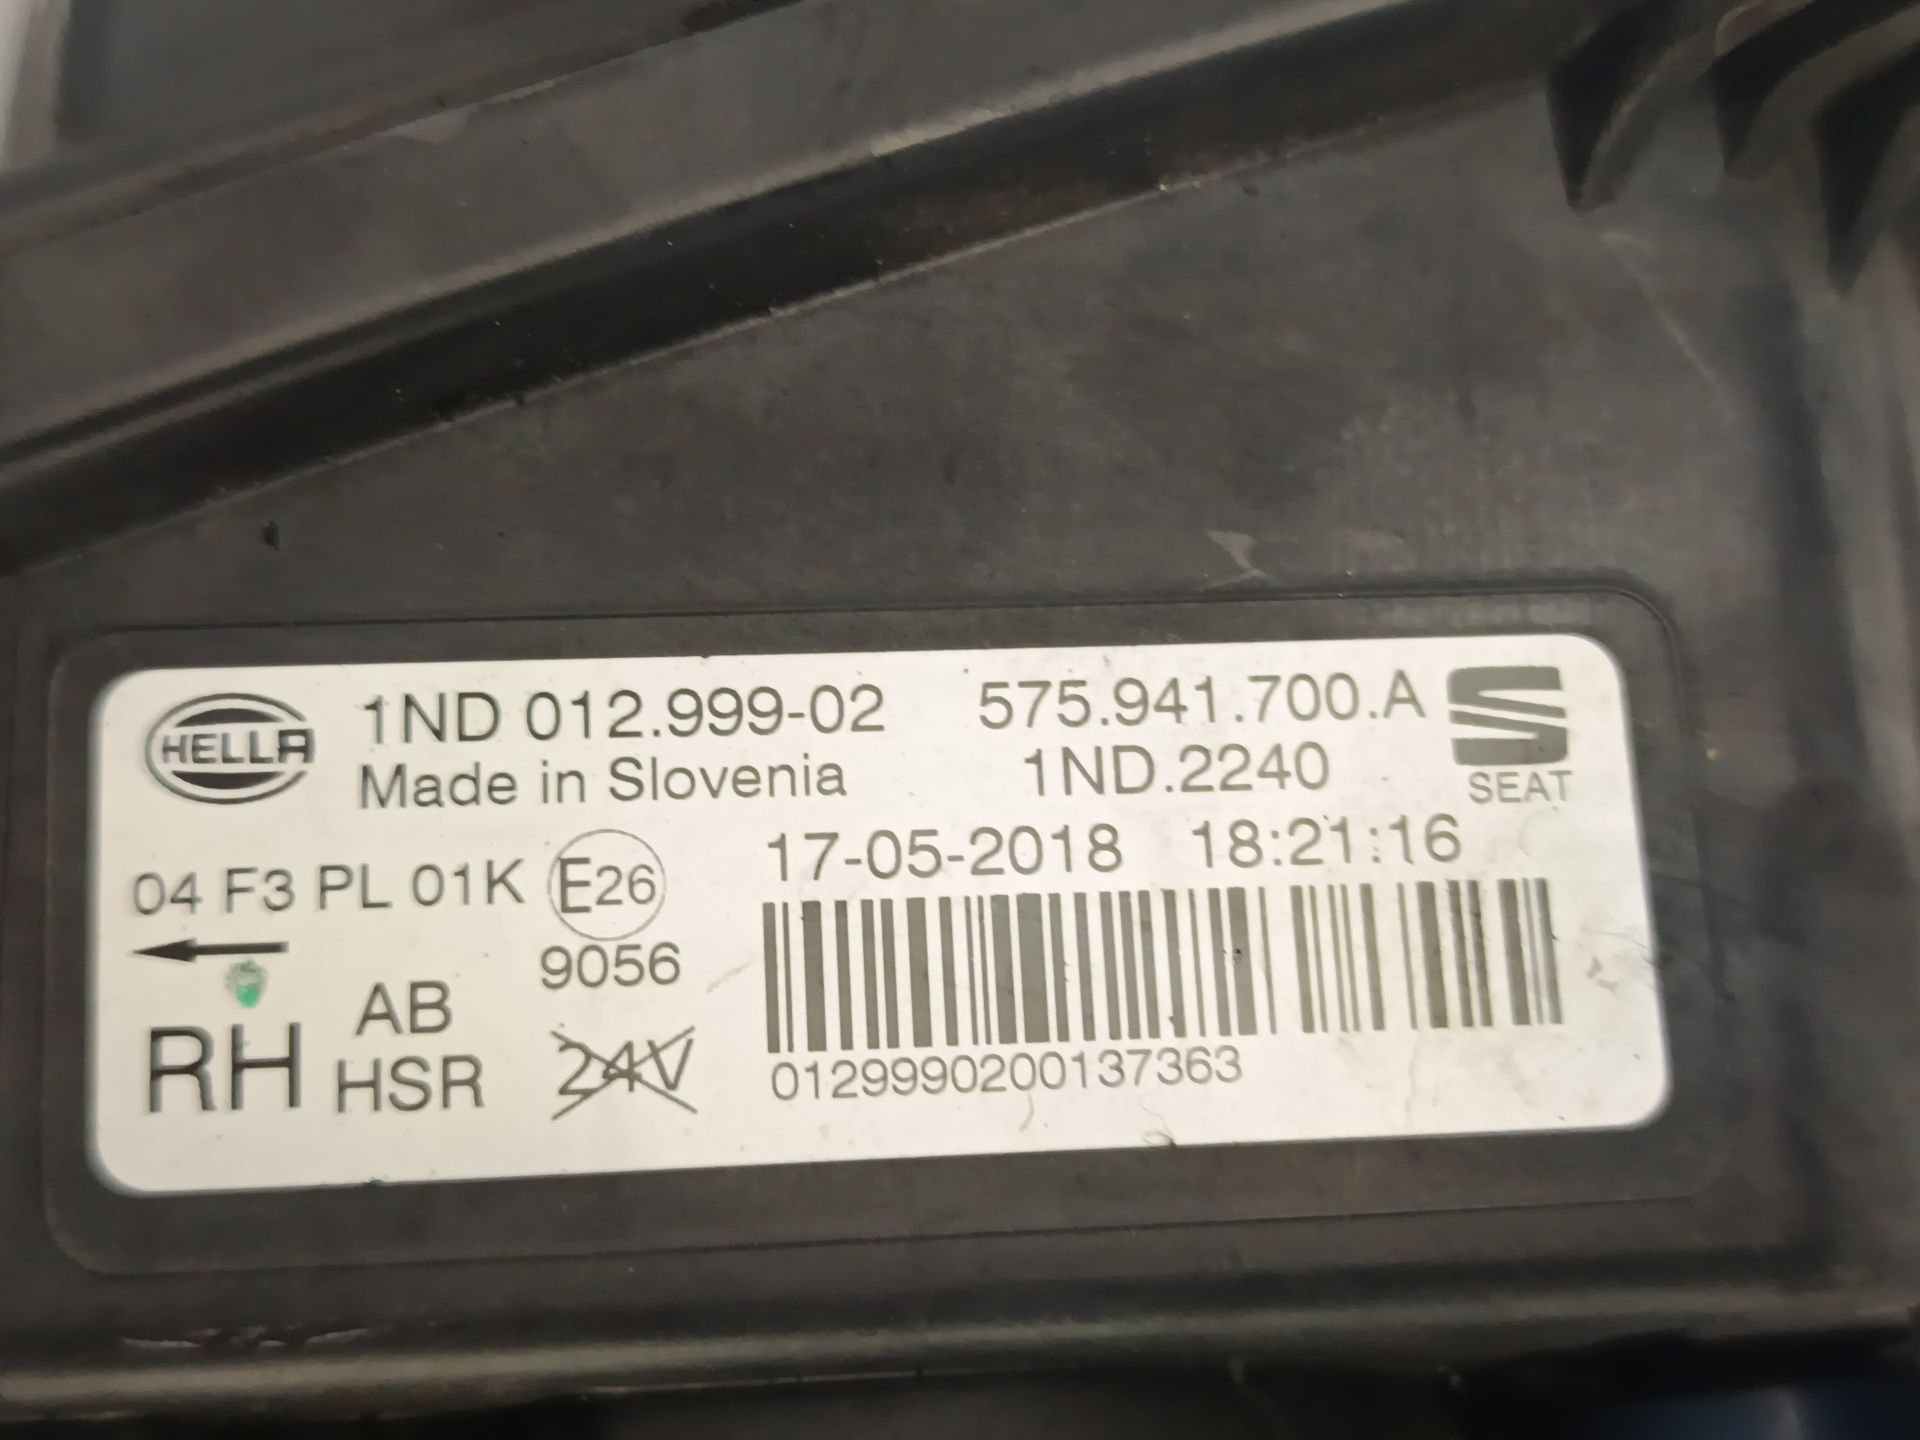 HELLA 1ND 012.999-02 575.941.700.A
Made in Slovenia 1ND.2240
SEAT
17-05-2018 18:21:16
04 F3 PL 01K E26
9056
AB
RH HSR 24V
01299990200137363